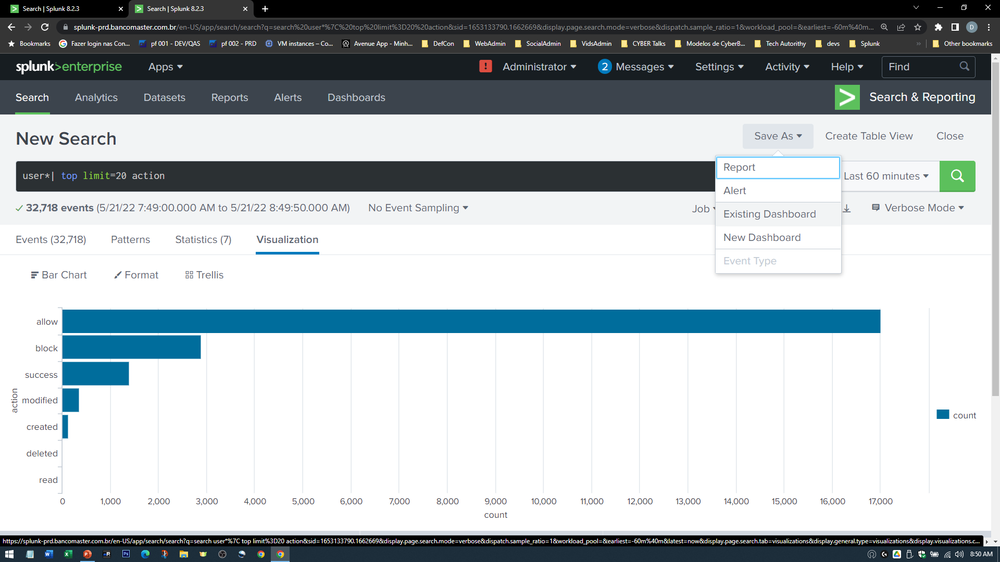 Search | Splunk 8.2.3
Search | Splunk 8.2.3
splunk-prd.bancomaster.com.br/en-US/app/search/search?q=search%20user*%7C%20top%20limit%3D20%20action&sid=1653133790.1662669&display.page.search.mode=verbose&dispatch.sample_ratio=1&workload_pool=&earliest=-60m%40m...
D
Bookmarks
Fazer login nas Con...
pf 001 - DEV/QAS
pf 002 - PRD
VM instances – Co...
Avenue App - Minh...
DefCon
WebAdmin
SocialAdmin
VidsAdmin
CYBER Talks
Modelos de CyberB...
Tech Autorithy
devs
Splunk
Other bookmarks
splunk>enterprise
Apps
!
Administrator
2 Messages
Settings
Activity
Help
Find
Search
Analytics
Datasets
Reports
Alerts
Dashboards
Search & Reporting
New Search
Save As
Create Table View
Close
user*| top limit=20 action
Last 60 minutes
Report
Alert
Existing Dashboard
New Dashboard
Event Type
32,718 events (5/21/22 7:49:00.000 AM to 5/21/22 8:49:50.000 AM)
No Event Sampling
Job
Verbose Mode
Events (32,718)
Patterns
Statistics (7)
Visualization
Bar Chart
Format
Trellis
action
allow
block
success
modified
created
deleted
read
0
1,000
2,000
3,000
4,000
5,000
6,000
7,000
8,000
9,000
10,000
11,000
12,000
13,000
14,000
15,000
16,000
17,000
count
count
https://splunk-prd.bancomaster.com.br/en-US/app/search/search?q=search user*%7C top limit%3D20 action&sid=1653133790.1662669&display.page.search.mode=verbose&dispatch.sample_ratio=1&workload_pool=&earliest=-60m%40m&latest=now&display.page.search.tab=visualizations&display.general.type=visualizations&display.visualizations.c...
8:50 AM